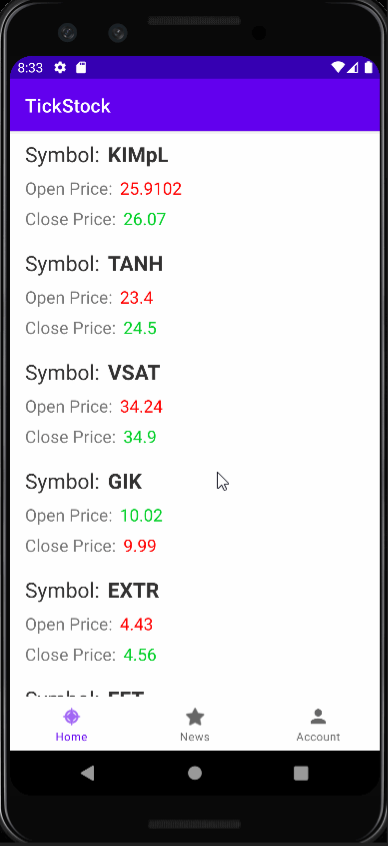 8:33
TickStock
Symbol: KIMpL
Open Price: 25.9102
Close Price: 26.07
Symbol: TANH
Open Price: 23.4
Close Price: 24.5
Symbol: VSAT
Open Price: 34.24
Close Price: 34.9
Symbol: GIK
Open Price: 10.02
Close Price: 9.99
Symbol: EXTR
Open Price: 4.43
Close Price: 4.56
Symbol:
Home News Account